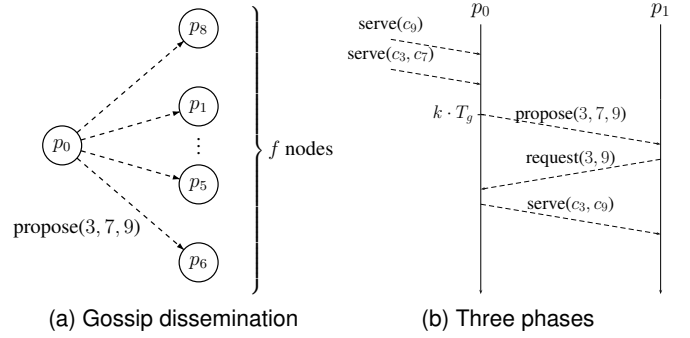 p₈
p₁
p₀
⋮
p₅
f nodes
propose(3, 7, 9)
p₆
(a) Gossip dissemination
p₀
p₁
serve(c₉)
serve(c₃, c₇)
k · T_g
propose(3, 7, 9)
request(3, 9)
serve(c₃, c₉)
(b) Three phases